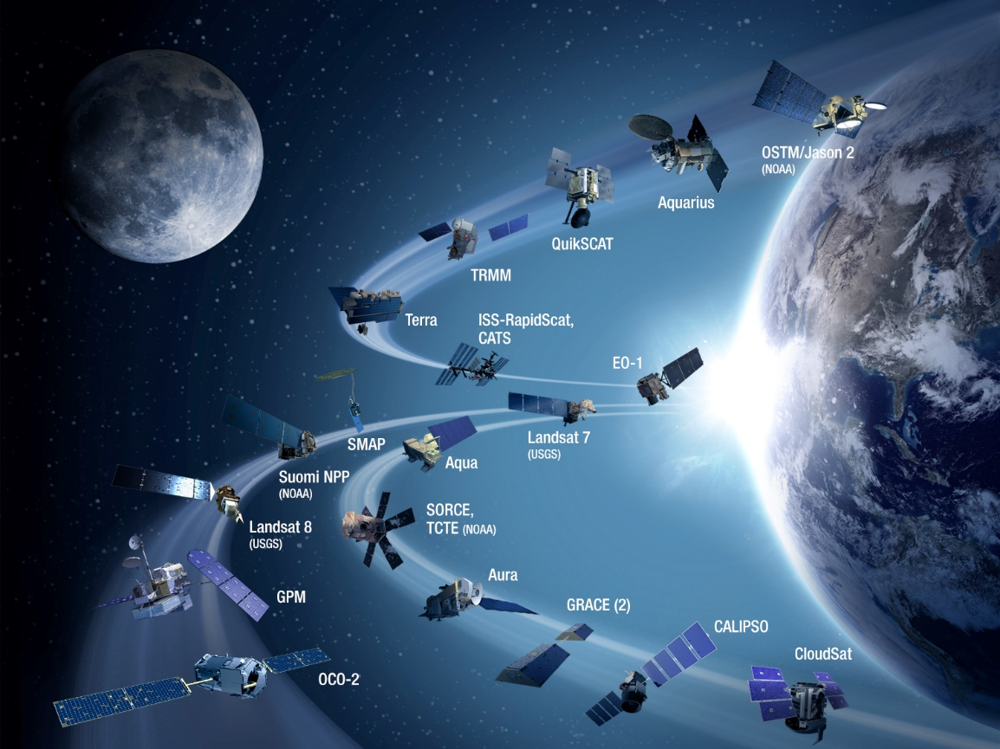 OSTM/Jason 2
(NOAA)
Aquarius
QuikSCAT
TRMM
Terra
ISS-RapidScat,
CATS
EO-1
Landsat 7
(USGS)
SMAP
Aqua
Suomi NPP
(NOAA)
SORCE,
TCTE (NOAA)
Landsat 8
(USGS)
Aura
GPM
GRACE (2)
CALIPSO
CloudSat
OCO-2